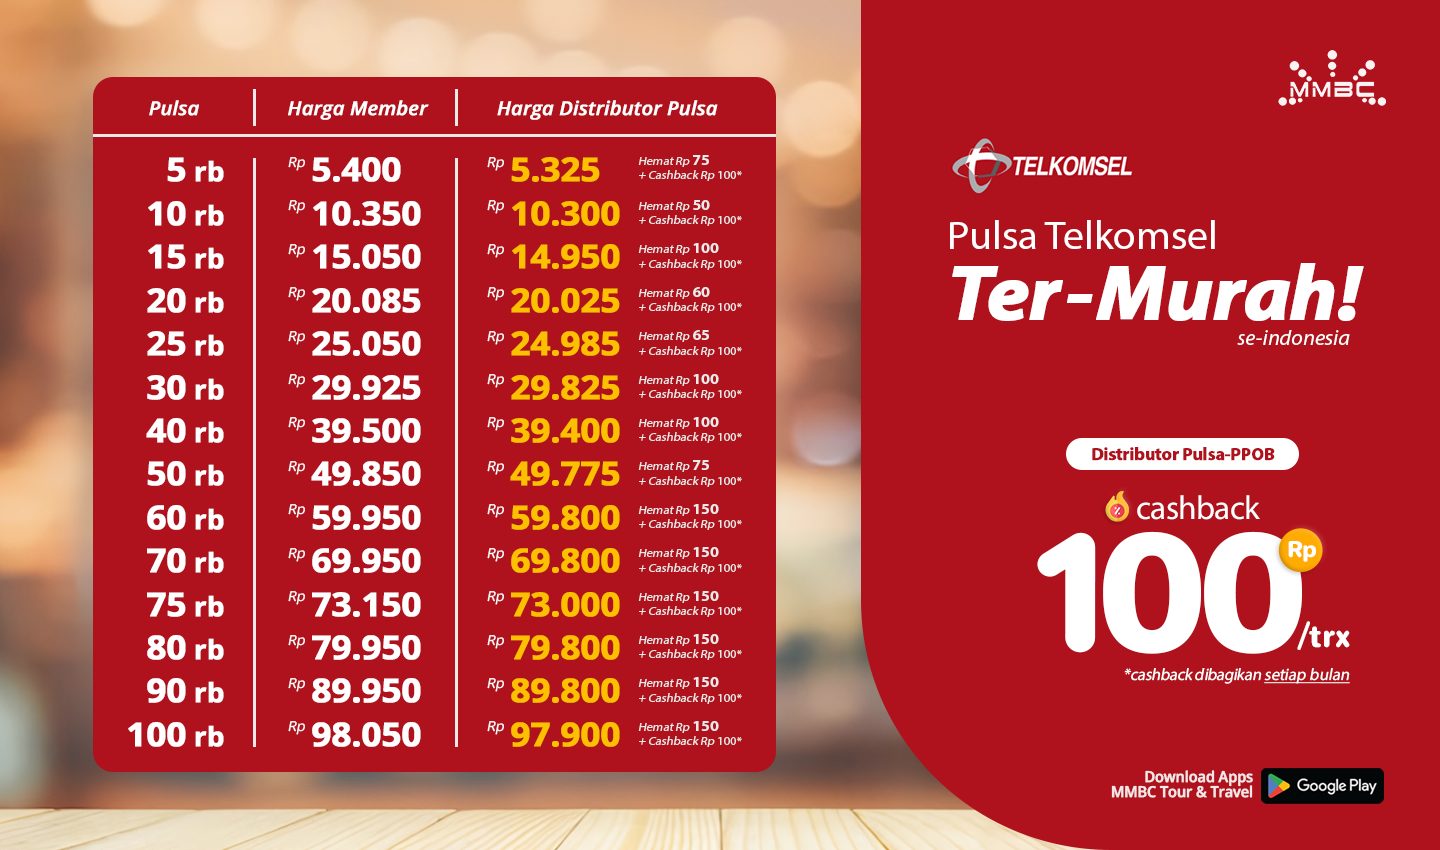 Pulsa Harga Member Harga Distributor Pulsa
5 rb Rp 5.400 Rp 5.325 Hemat Rp 75
+ Cashback Rp 100*
10 rb Rp 10.350 Rp 10.300 Hemat Rp 50
+ Cashback Rp 100*
15 rb Rp 15.050 Rp 14.950 Hemat Rp 100
+ Cashback Rp 100*
20 rb Rp 20.085 Rp 20.025 Hemat Rp 60
+ Cashback Rp 100*
25 rb Rp 25.050 Rp 24.985 Hemat Rp 65
+ Cashback Rp 100*
30 rb Rp 29.925 Rp 29.825 Hemat Rp 100
+ Cashback Rp 100*
40 rb Rp 39.500 Rp 39.400 Hemat Rp 100
+ Cashback Rp 100*
50 rb Rp 49.850 Rp 49.775 Hemat Rp 75
+ Cashback Rp 100*
60 rb Rp 59.950 Rp 59.800 Hemat Rp 150
+ Cashback Rp 100*
70 rb Rp 69.950 Rp 69.800 Hemat Rp 150
+ Cashback Rp 100*
75 rb Rp 73.150 Rp 73.000 Hemat Rp 150
+ Cashback Rp 100*
80 rb Rp 79.950 Rp 79.800 Hemat Rp 150
+ Cashback Rp 100*
90 rb Rp 89.950 Rp 89.800 Hemat Rp 150
+ Cashback Rp 100*
100 rb Rp 98.050 Rp 97.900 Hemat Rp 150
+ Cashback Rp 100*
MMBC
TELKOMSEL
Pulsa Telkomsel
Ter-Murah!
se-indonesia
Distributor Pulsa-PPOB
% cashback
100 Rp
/trx
*cashback dibagikan setiap bulan
Download Apps
MMBC Tour & Travel
Google Play